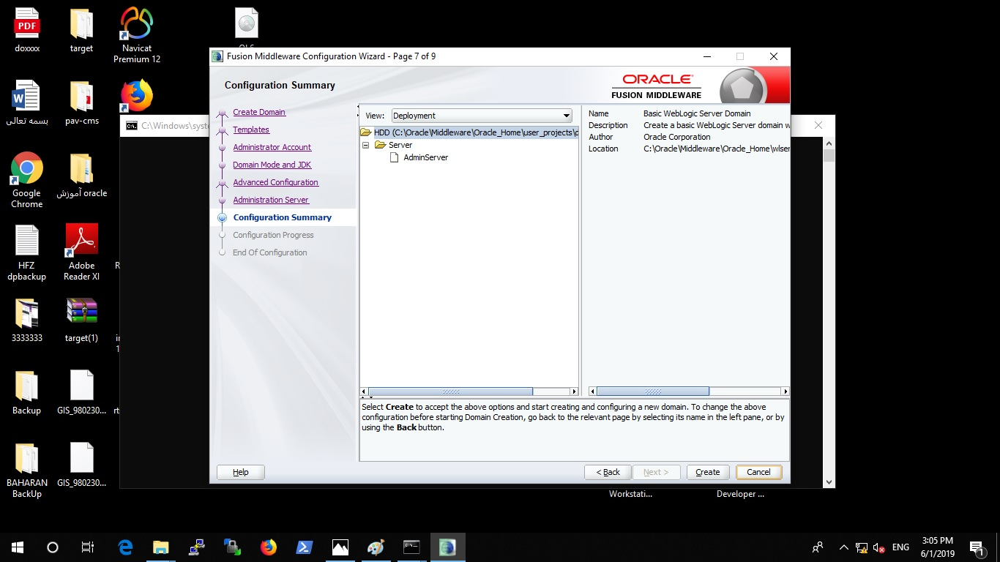 PDF
doxxxx
target
Navicat
Premium 12
بسمه تعالی
pav-cms
Google
Chrome
آموزش oracle
HFZ
dpbackup
Adobe
Reader XI
3333333
target(1)
Backup
GIS_980230...
BAHARAN
BackUp
GIS_980230...
C:\Windows\syste
Fusion Middleware Configuration Wizard - Page 7 of 9
Configuration Summary
ORACLE
FUSION MIDDLEWARE
Create Domain
Templates
Administrator Account
Domain Mode and JDK
Advanced Configuration
Administration Server
Configuration Summary
Configuration Progress
End Of Configuration
View: Deployment
HDD (C:\Oracle\Middleware\Oracle_Home\user_projects\d
Server
AdminServer
Name Basic WebLogic Server Domain
Description Create a basic WebLogic Server domain w
Author Oracle Corporation
Location C:\Oracle\Middleware\Oracle_Home\wlser
Select Create to accept the above options and start creating and configuring a new domain. To change the above
configuration before starting Domain Creation, go back to the relevant page by selecting its name in the left pane, or by
using the Back button.
Help
< Back
Next >
Create
Cancel
Workstati...
Developer ...
ENG
3:05 PM
6/1/2019
1